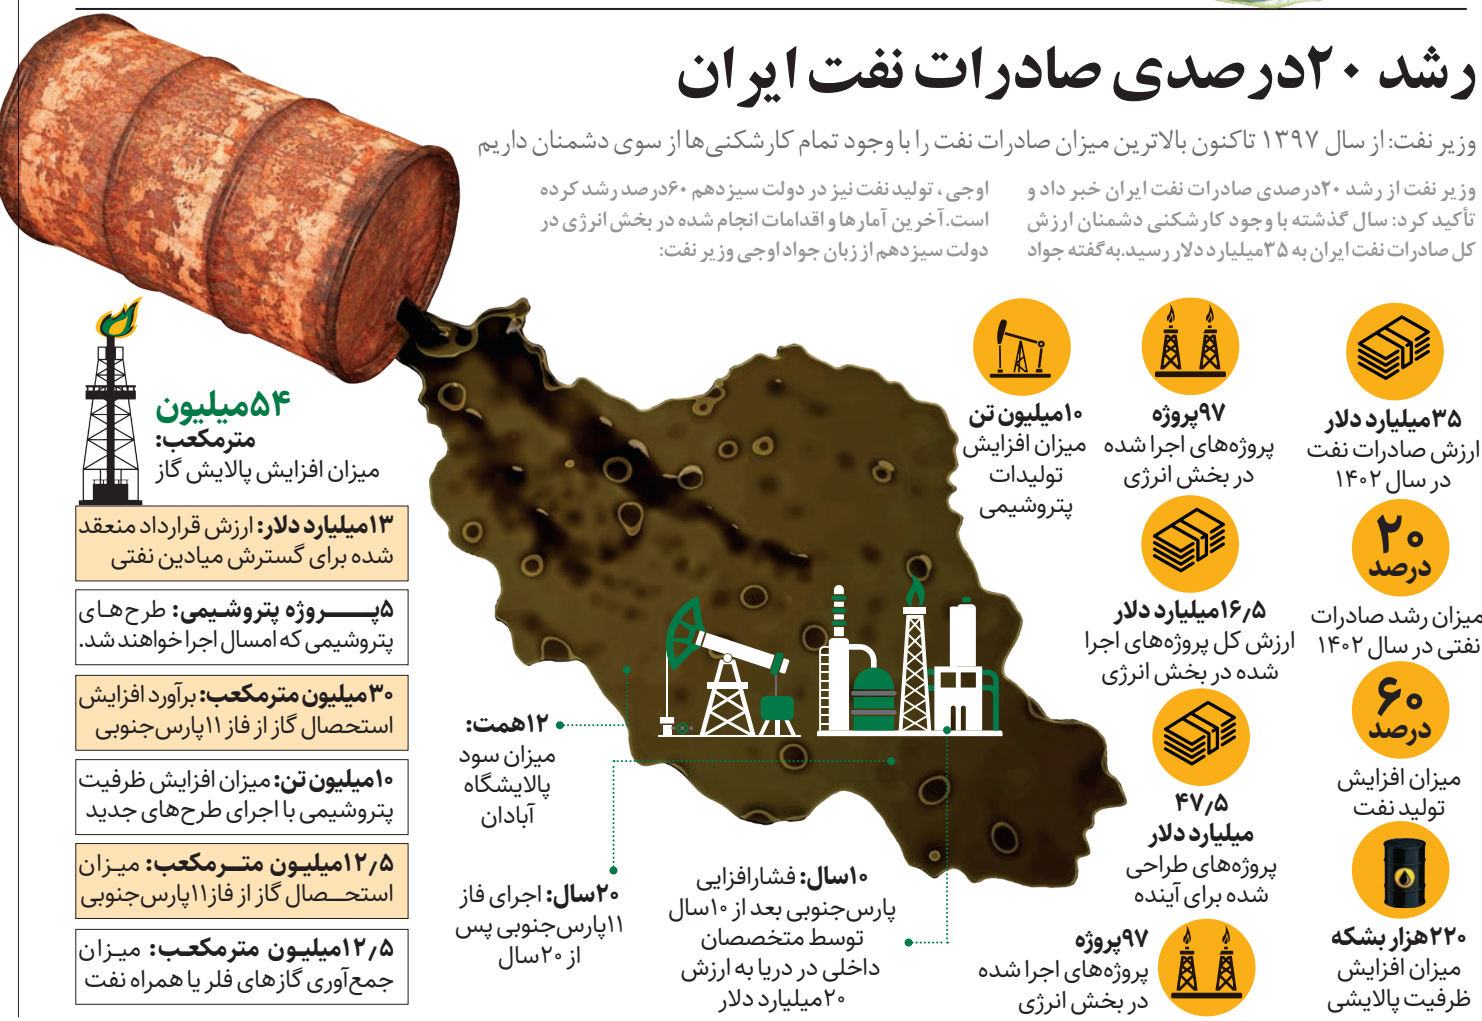 رشد ۲۰درصدی صادرات نفت ایران
وزیر نفت: از سال ۱۳۹۷ تاکنون بالاترین میزان صادرات نفت را با وجود تمام کارشکنی‌ها از سوی دشمنان داریم
وزیر نفت از رشد ۲۰درصدی صادرات نفت ایران خبر داد و
تأکید کرد: سال گذشته با وجود کارشکنی دشمنان ارزش
کل صادرات نفت ایران به ۳۵میلیارد دلار رسید.به‌گفته جواد
اوجی، تولید نفت نیز در دولت سیزدهم ۶۰درصد رشد کرده
است.آخرین آمارها و اقدامات انجام شده در بخش انرژی در
دولت سیزدهم از زبان جواد اوجی وزیر نفت:
۳۵میلیارد دلار
ارزش صادرات نفت
در سال ۱۴۰۲
۲۰
درصد
میزان رشد صادرات
نفتی در سال ۱۴۰۲
۶۰
درصد
میزان افزایش
تولید نفت
۲۲۰هزار بشکه
میزان افزایش
ظرفیت پالایشی
۹۷پروژه
پروژه‌های اجرا شده
در بخش انرژی
۱۶٫۵میلیارد دلار
ارزش کل پروژه‌های اجرا
شده در بخش انرژی
۴۷٫۵
میلیارد دلار
پروژه‌های طراحی
شده برای آینده
۹۷پروژه
پروژه‌های اجرا شده
در بخش انرژی
۱۰میلیون تن
میزان افزایش
تولیدات
پتروشیمی
۱۰سال: فشارافزایی
پارس‌جنوبی بعد از ۱۰سال
توسط متخصصان
داخلی در دریا به ارزش
۲۰میلیارد دلار
۱۲همت:
میزان سود
پالایشگاه
آبادان
۲۰سال: اجرای فاز
۱۱پارس‌جنوبی پس
از ۲۰سال
۵۴میلیون
مترمکعب:
میزان افزایش پالایش گاز
۱۳میلیارد دلار: ارزش قرارداد منعقد
شده برای گسترش میادین نفتی
۵پـــروژه پتروشیمی: طرح‌هـای
پتروشیمی که امسال اجرا خواهند شد.
۳۰میلیون مترمکعب: برآورد افزایش
استحصال گاز از فاز ۱۱پارس‌جنوبی
۱۰میلیون تن: میزان افزایش ظرفیت
پتروشیمی با اجرای طرح‌های جدید
۱۲٫۵میلیـون متــرمکعب: میـزان
استحــصال گاز از فاز۱۱پارس‌جنوبی
۱۲٫۵میلیـون مترمکعـب: میـزان
جمع‌آوری گازهای فلر یا همراه نفت